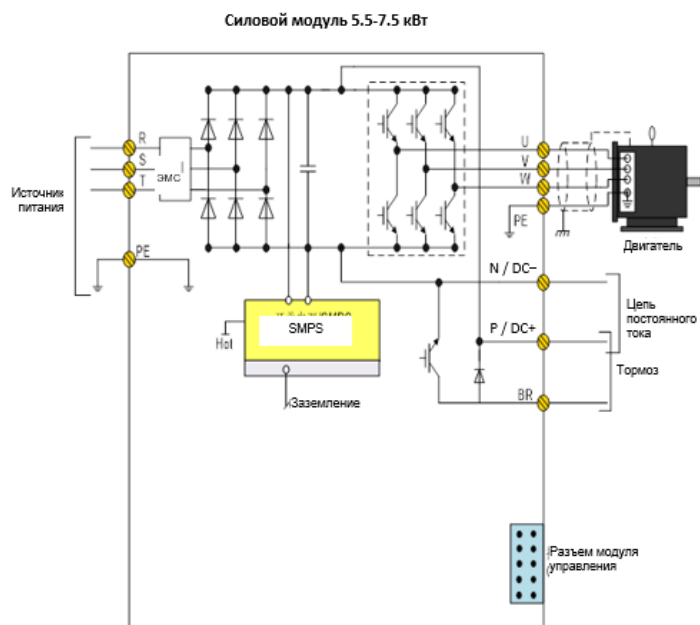 Силовой модуль 5.5-7.5 кВт
R
S
T
ЭМС
Источник
питания
PE
U
V
W
PE
Двигатель
N / DC−
Цепь
постоянного
тока
P / DC+
Тормоз
BR
SMPS
Hot
Заземление
Разъем модуля
управления